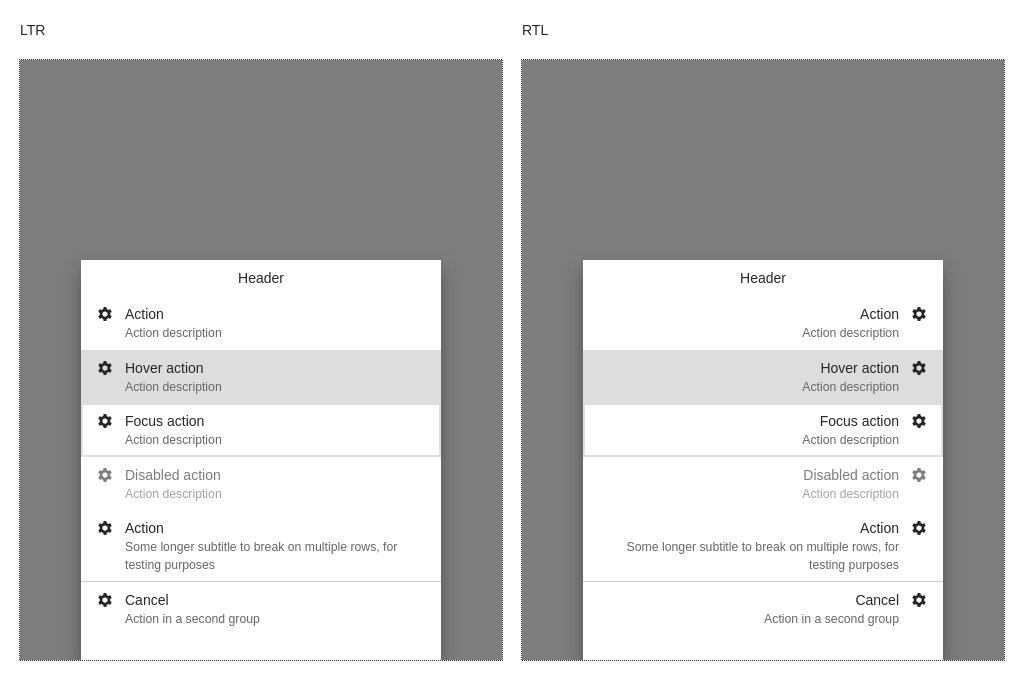 LTR
Header
Action
Action description
Hover action
Action description
Focus action
Action description
Disabled action
Action description
Action
Some longer subtitle to break on multiple rows, for
testing purposes
Cancel
Action in a second group
RTL
Header
Action
Action description
Hover action
Action description
Focus action
Action description
Disabled action
Action description
Action
Some longer subtitle to break on multiple rows, for
testing purposes
Cancel
Action in a second group